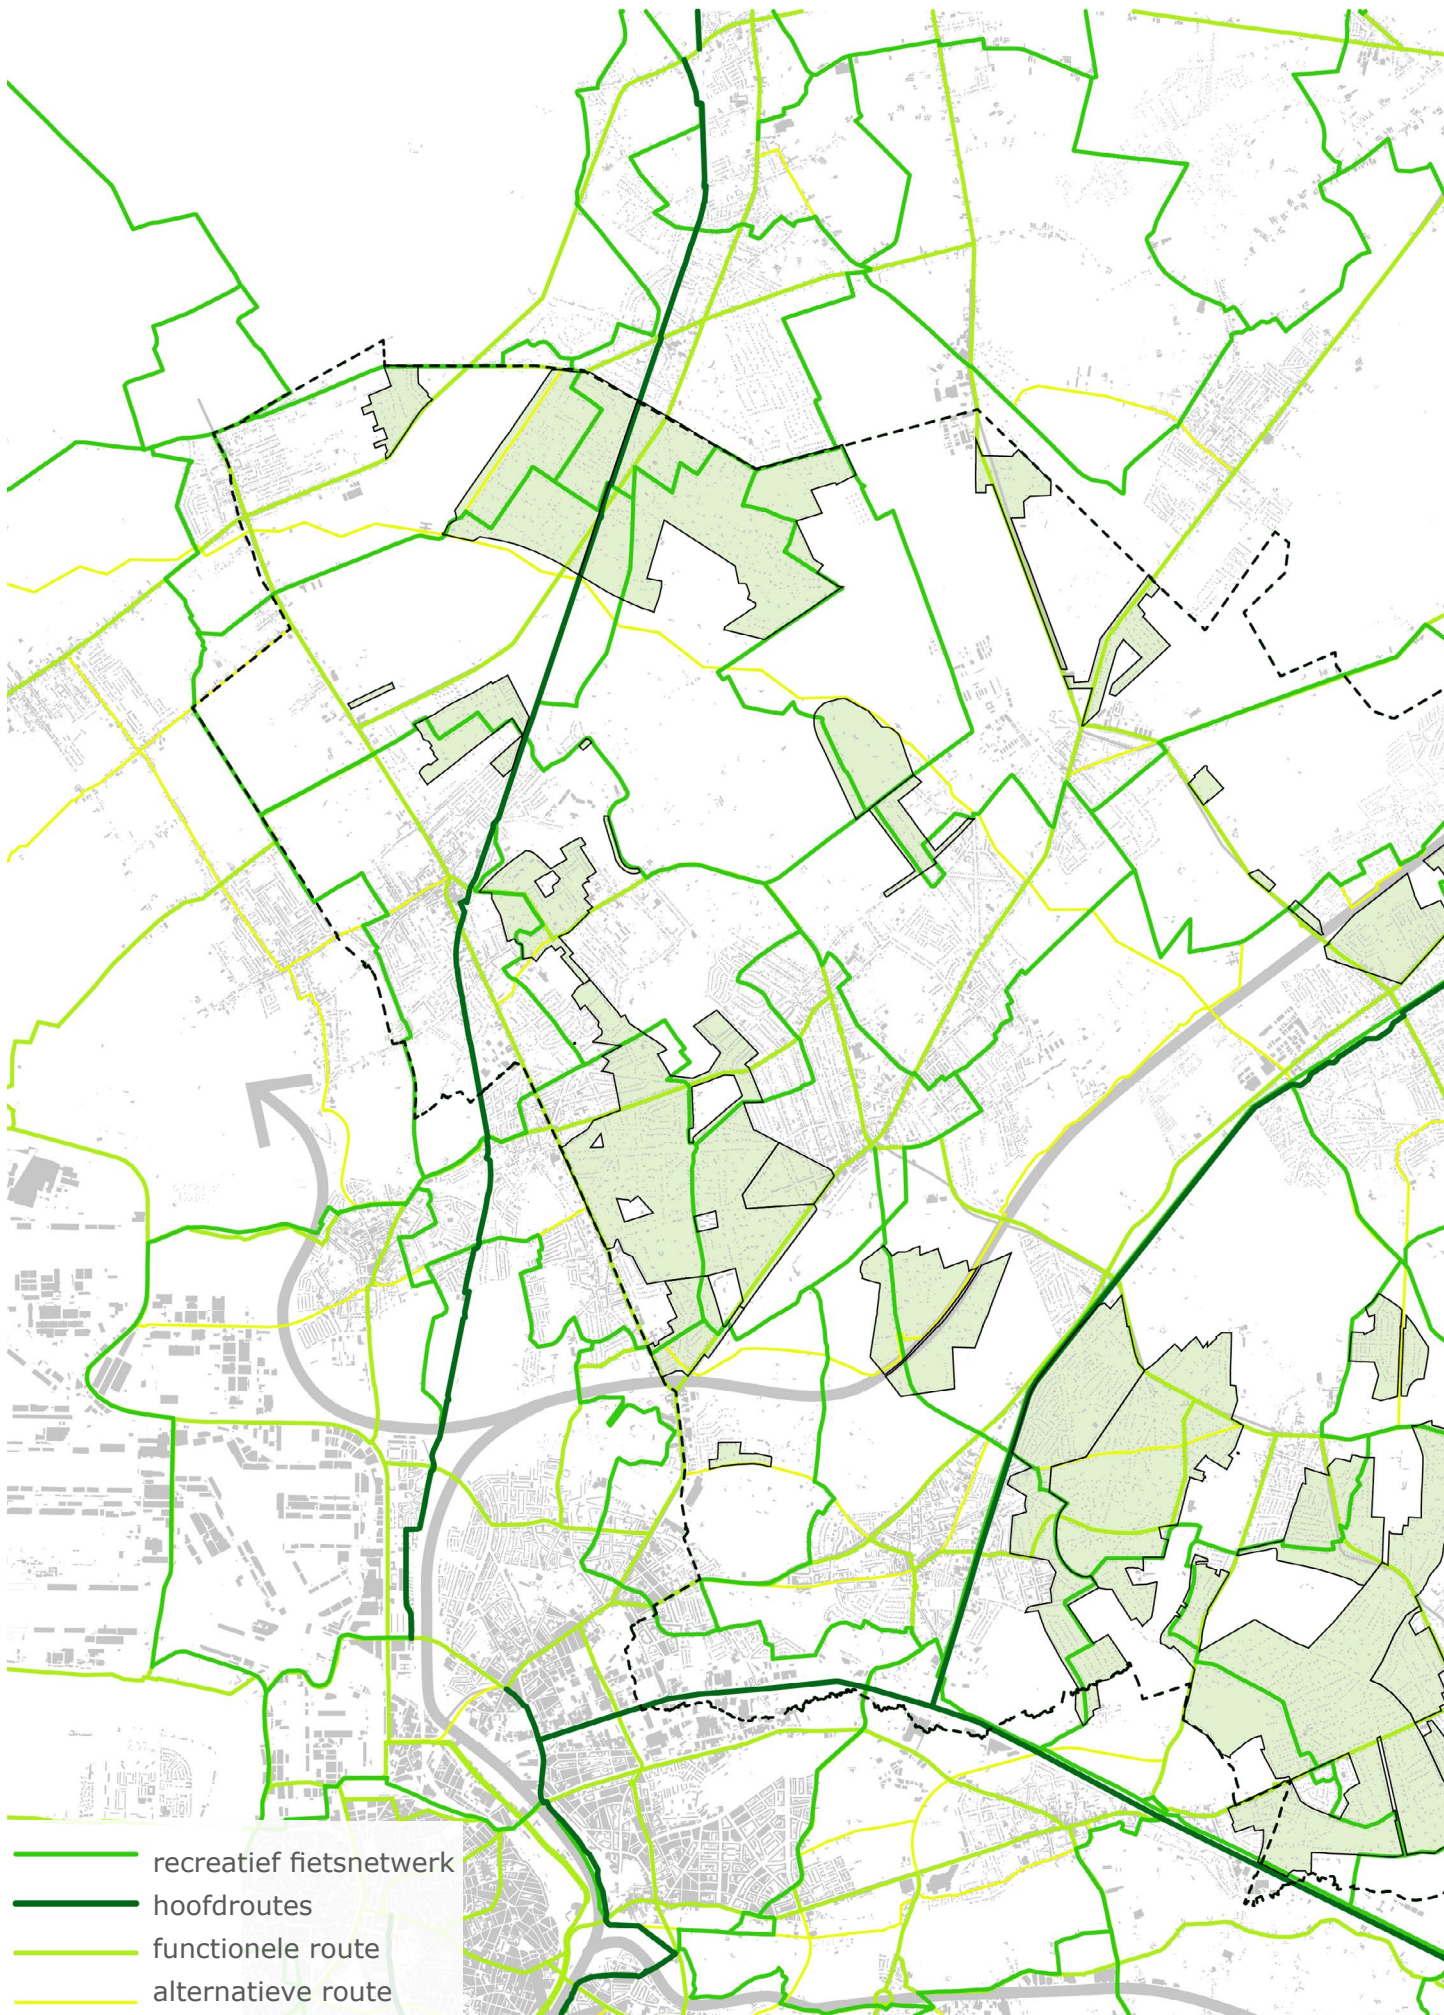 recreatief fietsnetwerk
hoofdroutes
functionele route
alternatieve route